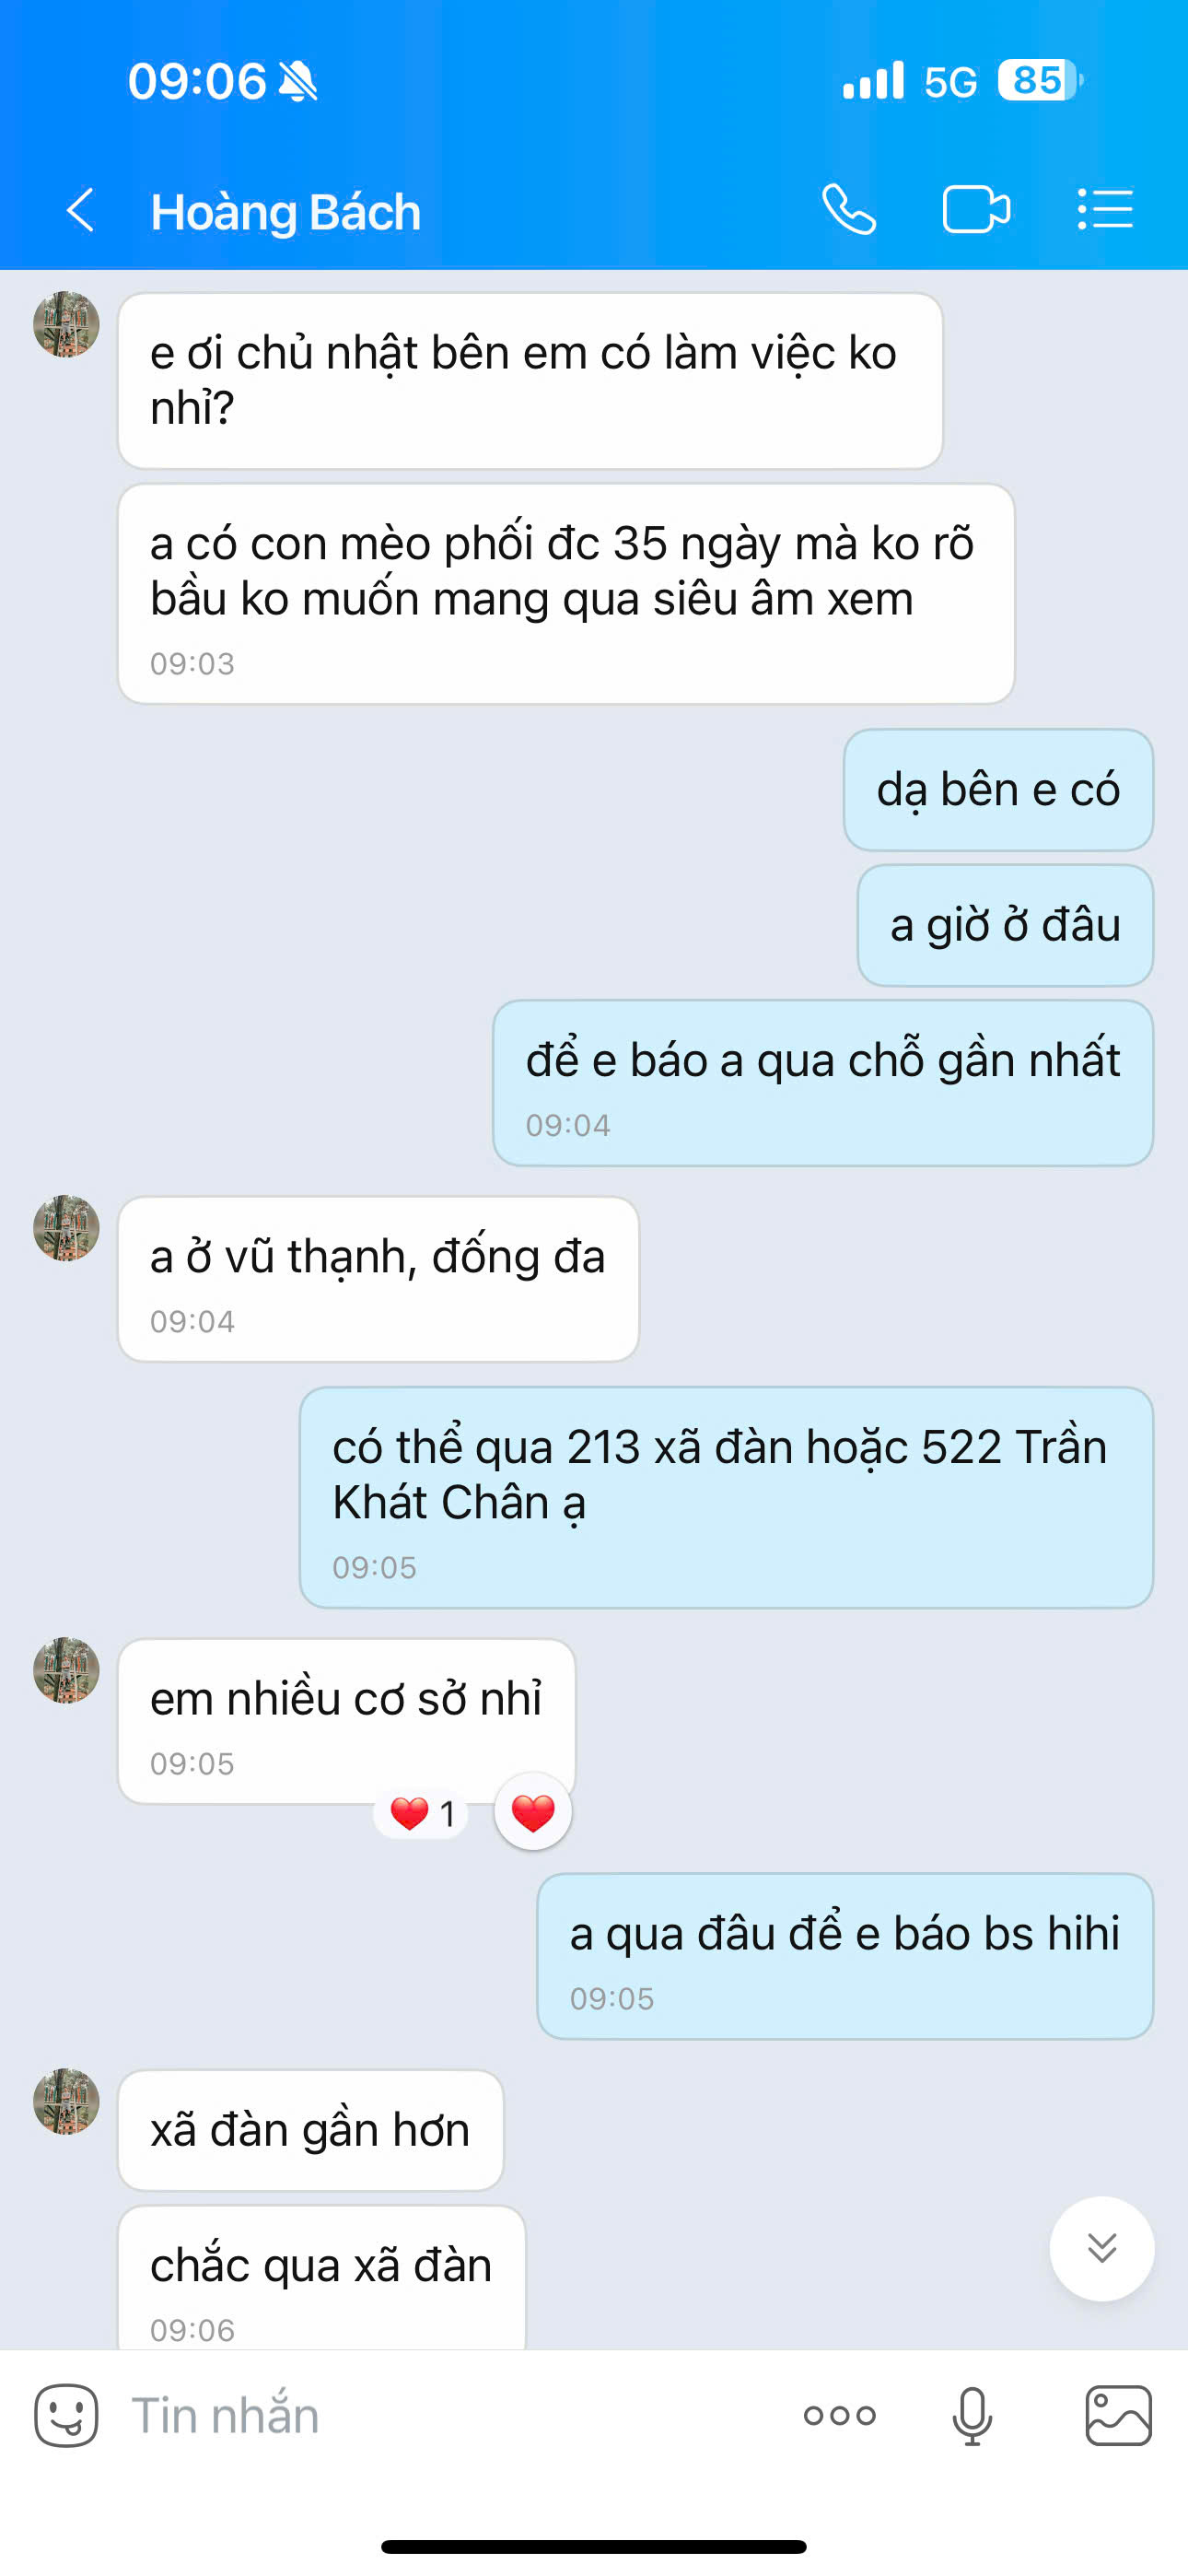 09:06
5G 85
Hoàng Bách
e ơi chủ nhật bên em có làm việc ko
nhỉ?
a có con mèo phối đc 35 ngày mà ko rõ
bầu ko muốn mang qua siêu âm xem
09:03
dạ bên e có
a giờ ở đâu
để e báo a qua chỗ gần nhất
09:04
a ở vũ thạnh, đống đa
09:04
có thể qua 213 xã đàn hoặc 522 Trần
Khát Chân ạ
09:05
em nhiều cơ sở nhỉ
09:05
1
a qua đâu để e báo bs hihi
09:05
xã đàn gần hơn
chắc qua xã đàn
09:06
Tin nhắn